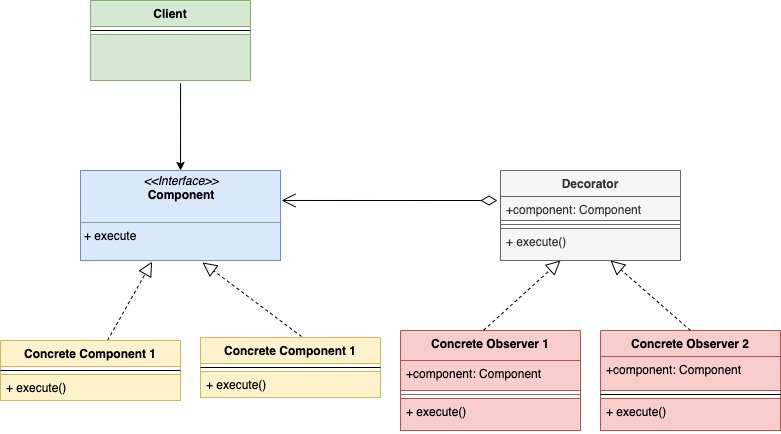 Client
<<Interface>>
Component
+ execute
Decorator
+component: Component
+ execute()
Concrete Component 1
+ execute()
Concrete Component 1
+ execute()
Concrete Observer 1
+component: Component
+ execute()
Concrete Observer 2
+component: Component
+ execute()